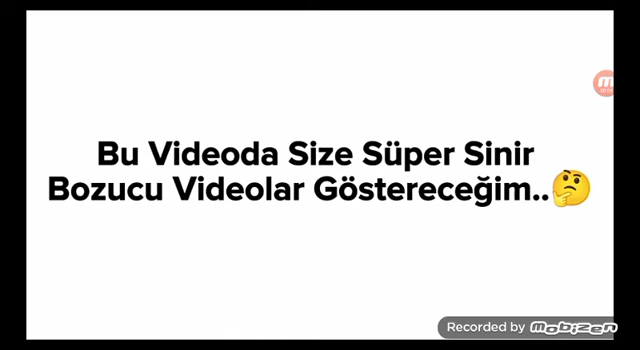 Bu Videoda Size Süper Sinir
Bozucu Videolar Göstereceğim..🤔
Recorded by mobizen